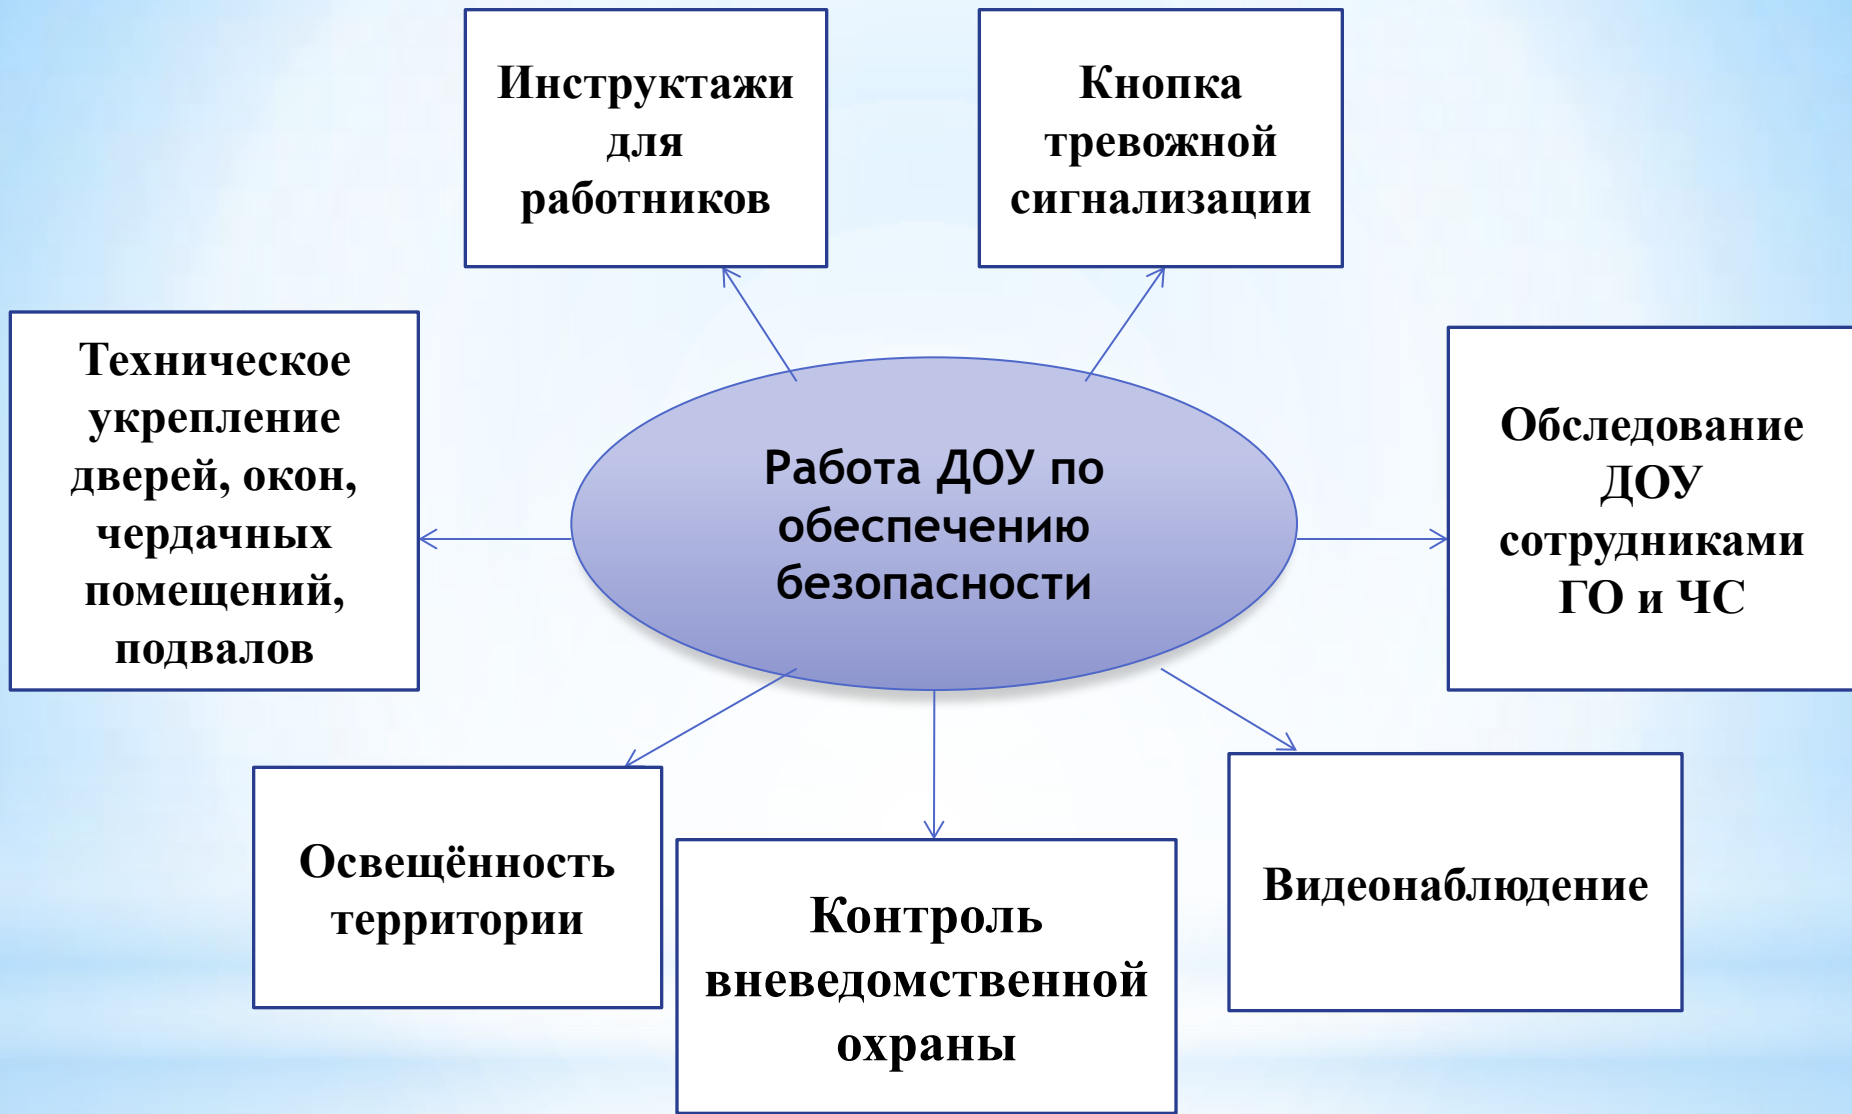 Инструктажи
для
работников
Кнопка
тревожной
сигнализации
Техническое
укрепление
дверей, окон,
чердачных
помещений,
подвалов
Работа ДОУ по
обеспечению
безопасности
Обследование
ДОУ
сотрудниками
ГО и ЧС
Освещённость
территории
Контроль
вневедомственной
охраны
Видеонаблюдение